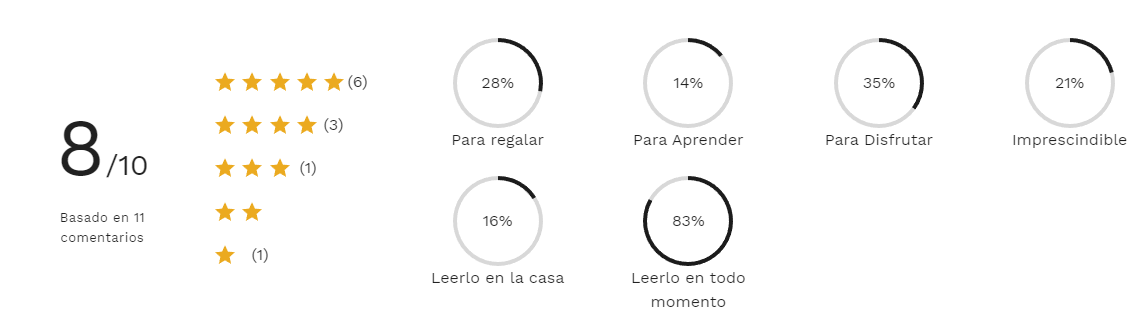 8/10
Basado en 11
comentarios
(6)
(3)
(1)
(1)
28%
Para regalar
14%
Para Aprender
35%
Para Disfrutar
21%
Imprescindible
16%
Leerlo en la casa
83%
Leerlo en todo
momento